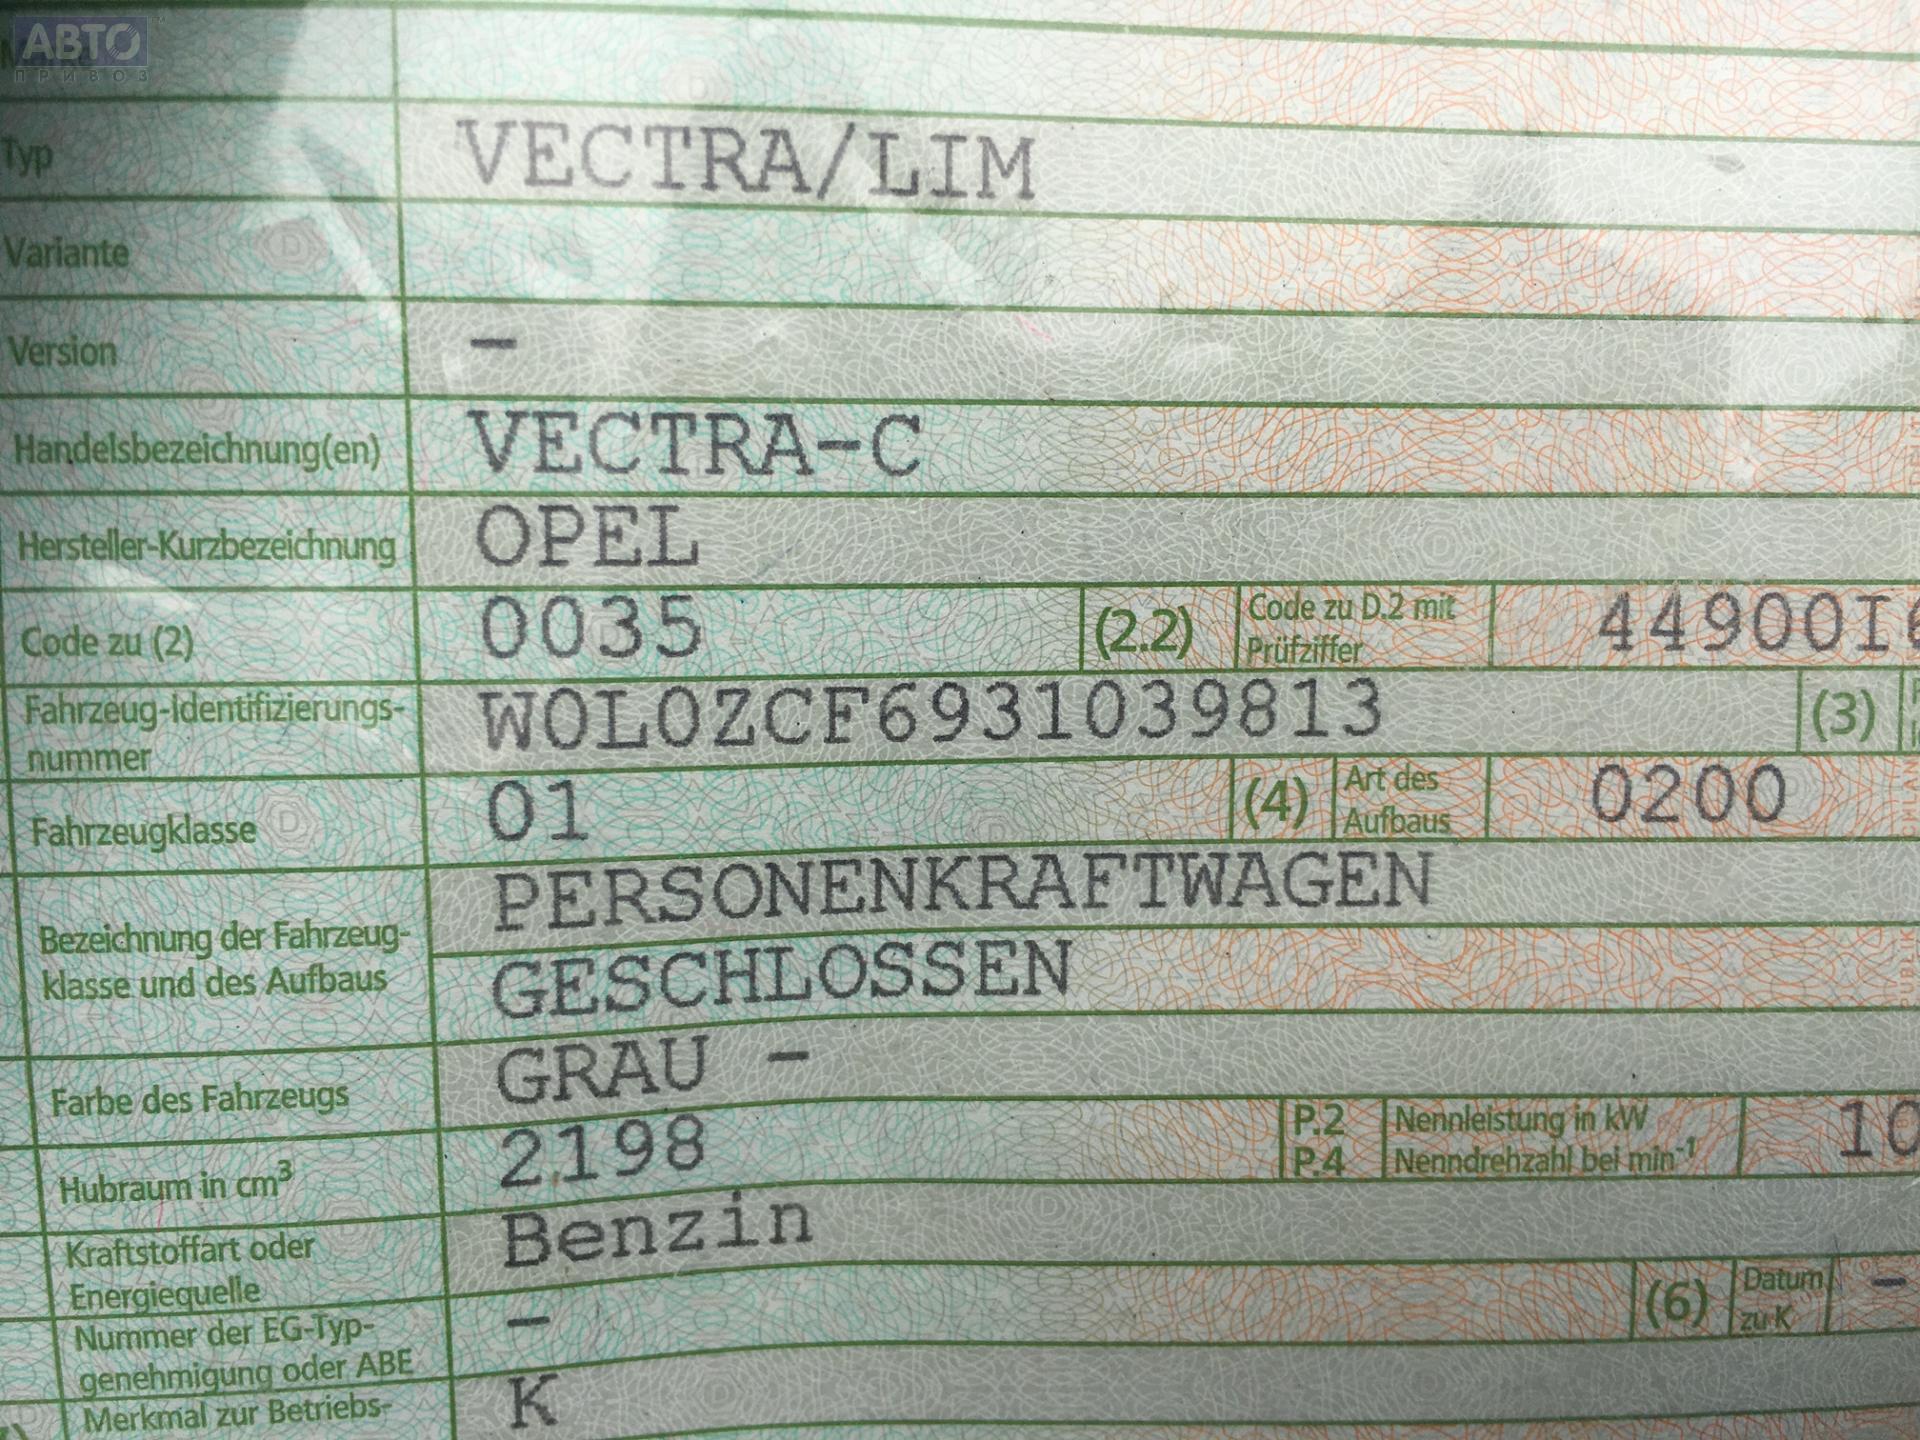 АВТО
ПРИВОЗ
Typ
VECTRA/LIM
Variante
Version
–
Handelsbezeichnung(en)
VECTRA-C
Hersteller-Kurzbezeichnung
OPEL
Code zu (2)
0035
(2.2)
Code zu D.2 mit
Prüfziffer
44900I6
Fahrzeug-Identifizierungs-
nummer
W0L0ZCF6931039813
(3)
Fahrzeugklasse
01
(4)
Art des
Aufbaus
0200
Bezeichnung der Fahrzeug-
klasse und des Aufbaus
PERSONENKRAFTWAGEN
GESCHLOSSEN
Farbe des Fahrzeugs
GRAU –
Hubraum in cm³
2198
P.2
P.4
Nennleistung in kW
Nenndrehzahl bei min⁻¹
10
Kraftstoffart oder
Energiequelle
Benzin
Nummer der EG-Typ-
genehmigung oder ABE
–
(6)
Datum
zu K
–
Merkmal zur Betriebs-
K